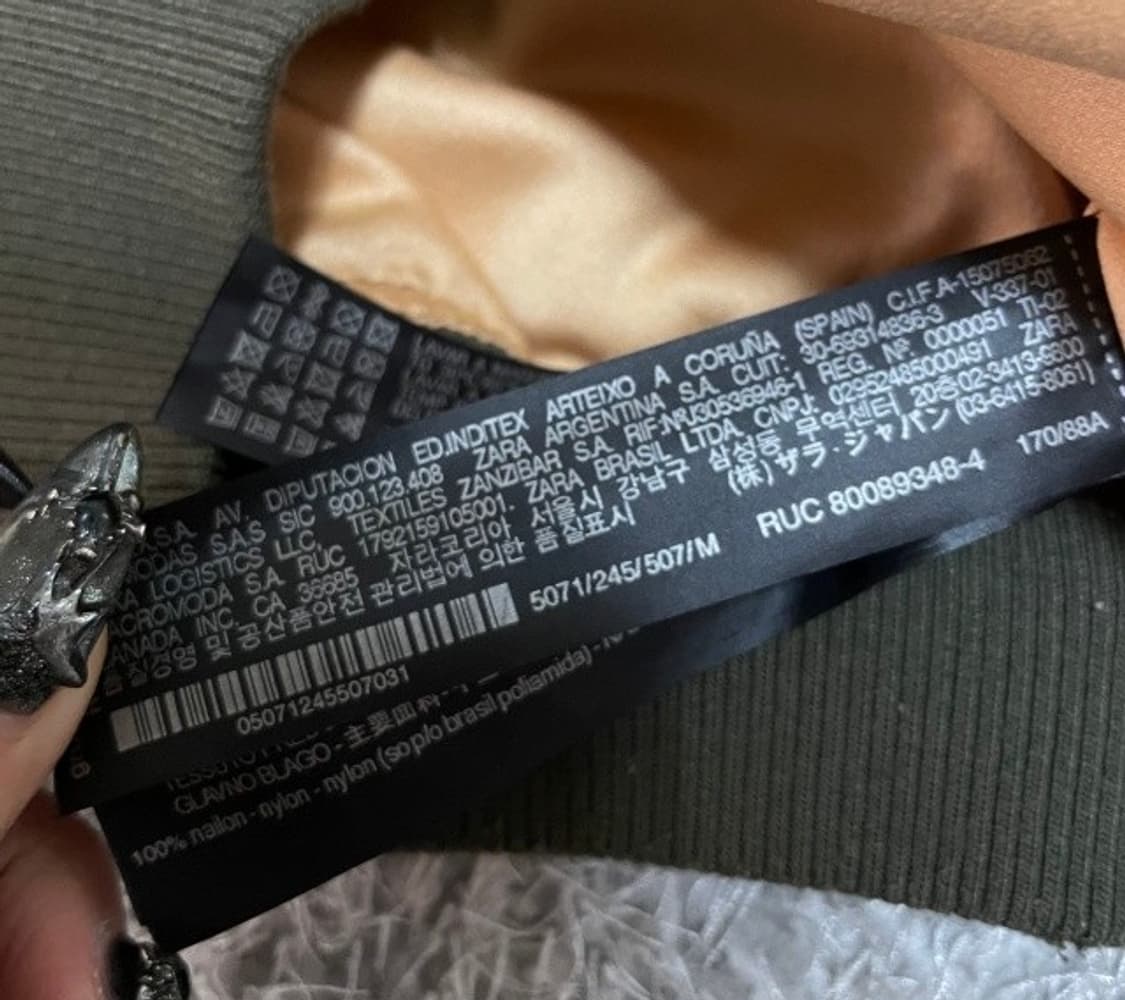 S.A. AV. DIPUTACION ED.INDITEX ARTEIXO A CORUÑA (SPAIN) C.I.F.A-15075062
MODAS S.A.S SIC 900.123.408 ZARA ARGENTINA S.A. CUIT: 30-69314836-3 V-337-01
LOGISTICS LLC TEXTILES ZANZIBAR S.A. RIF:NºJ30536946-1 REG. Nº. 0000051 TI-02
ACROMODA S.A RUC 1792159105001. ZARA BRASIL LTDA. CNPJ: 02952485000491 ZARA
ANADA INC. CA 36685 자라코리아 서울시 강남구 삼성동 무역센터 20층02-3413-9800
경영 및 공산품안전 관리법에 의한 품질표시 (株)ザラ・ジャパン (03-6415-8061)
5071/245/507/M RUC 80089348-4 170/88A
05071245507031
GLAVNO BLAGO - 主要面料
100% nailon - nylon - nylon (so p/o brasil poliamida) -